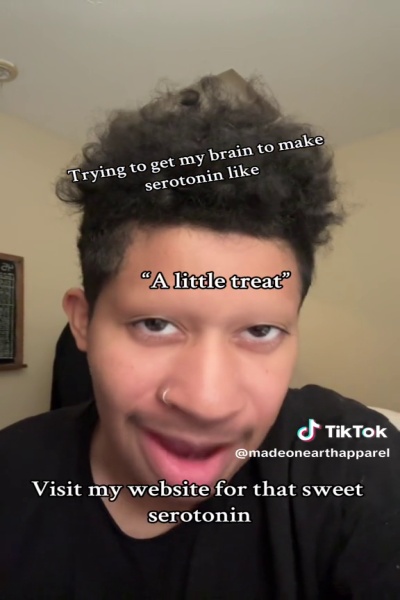 Trying to get my brain to make
serotonin like
“A little treat”
TikTok
@madeonearthapparel
Visit my website for that sweet
serotonin